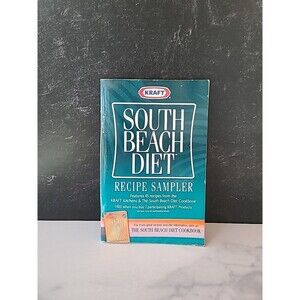 KRAFT
SOUTH
BEACH
DIET
RECIPE SAMPLER
Features 45 recipes from the
KRAFT Kitchens & The South Beach Diet Cookbook
FREE when you buy 3 participating KRAFT Products
THE SOUTH BEACH DIET COOKBOOK